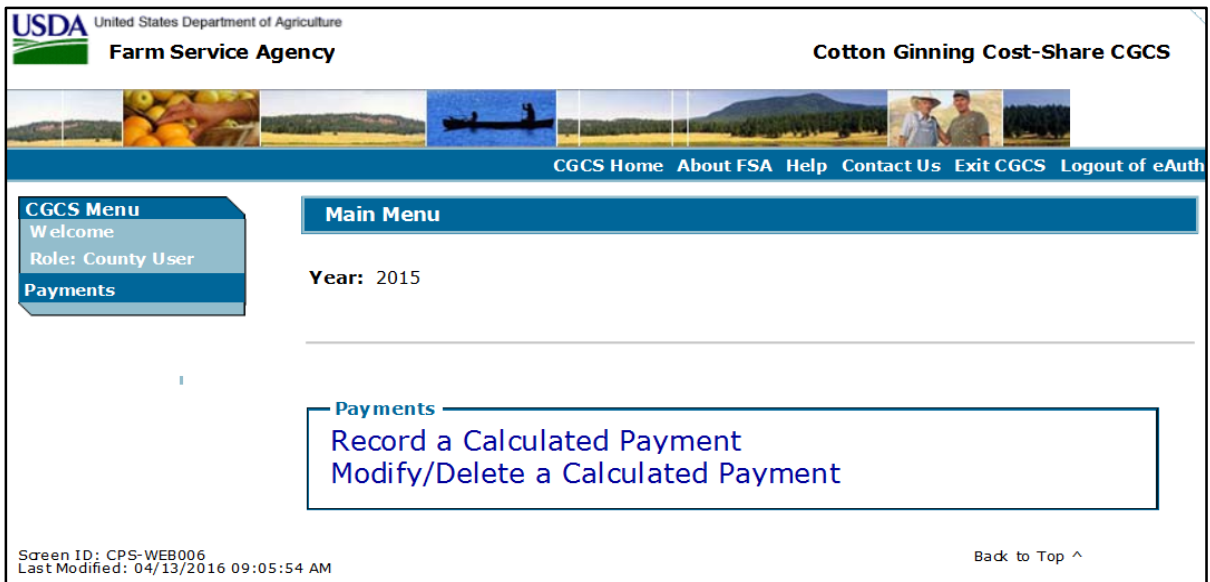 USDA United States Department of Agriculture
Farm Service Agency
Cotton Ginning Cost-Share CGCS
CGCS Home About FSA Help Contact Us Exit CGCS Logout of eAuth
CGCS Menu
Welcome
Role: County User
Payments
Main Menu
Year: 2015
Payments
Record a Calculated Payment
Modify/Delete a Calculated Payment
Screen ID: CPS-WEB006
Last Modified: 04/13/2016 09:05:54 AM
Back to Top ^